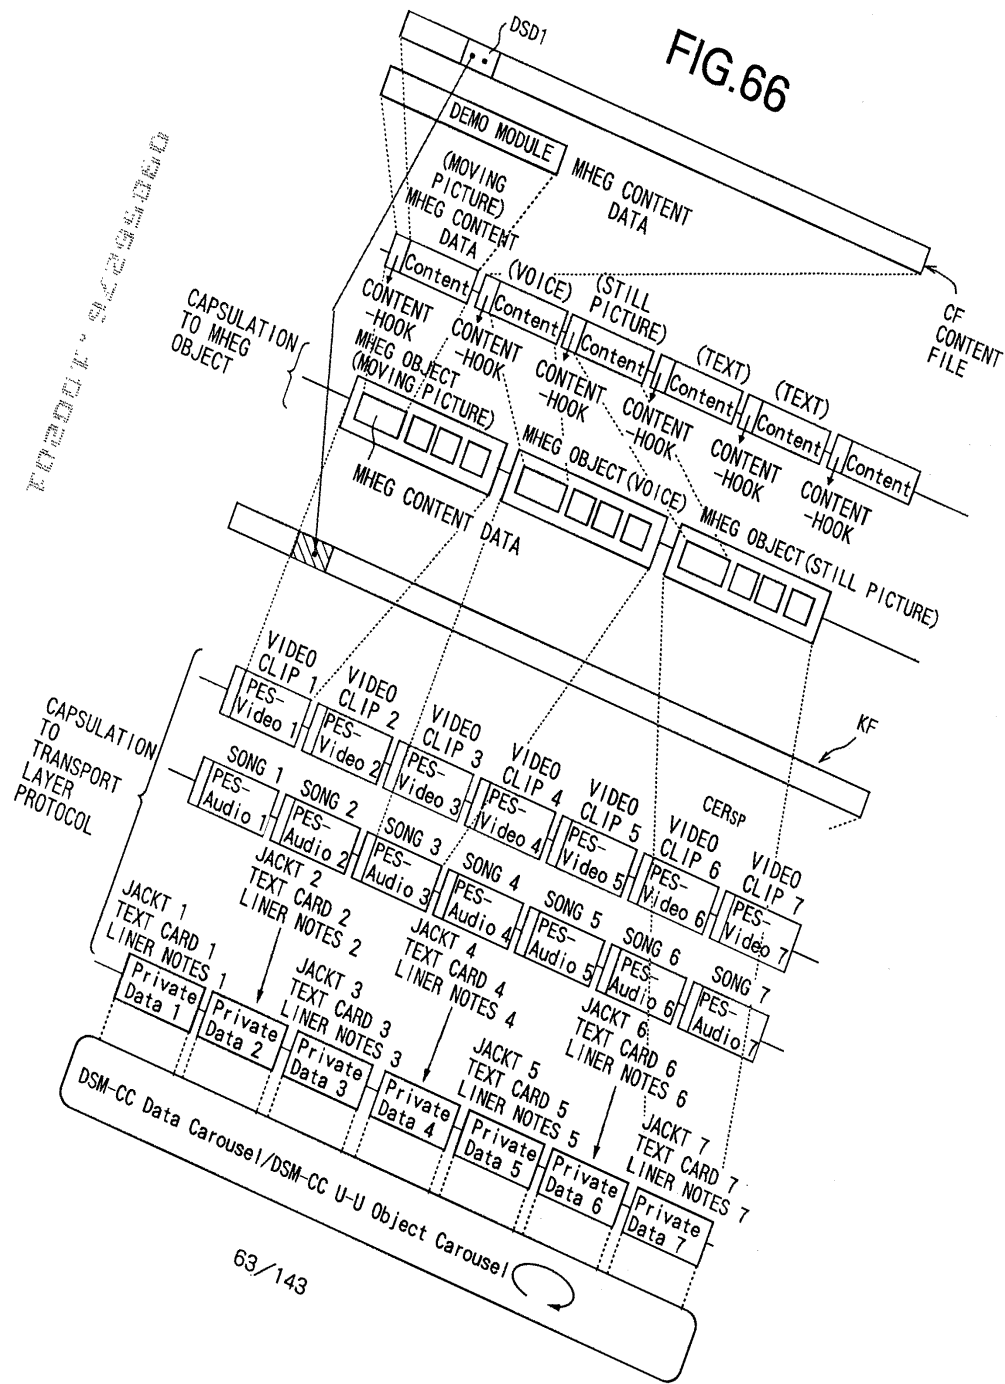 FIG.66
DSD1
DEMO MODULE
MHEG CONTENT
DATA
(MOVING
PICTURE)
MHEG CONTENT
DATA
(VOICE)
(STILL
PICTURE)
(TEXT)
(TEXT)
CF
CONTENT
FILE
Content
Content
Content
Content
Content
Content
CONTENT
-HOOK
CONTENT
-HOOK
CONTENT
-HOOK
CONTENT
-HOOK
CONTENT
-HOOK
CONTENT
-HOOK
CAPSULATION
TO MHEG
OBJECT
MHEG OBJECT
(MOVING PICTURE)
MHEG OBJECT(VOICE)
MHEG OBJECT(STILL PICTURE)
MHEG CONTENT DATA
KF
CAPSULATION
TO
TRANSPORT
LAYER
PROTOCOL
VIDEO
CLIP 1
VIDEO
CLIP 2
VIDEO
CLIP 3
VIDEO
CLIP 4
VIDEO
CLIP 5
CERSP
VIDEO
CLIP 6
VIDEO
CLIP 7
PES-
Video 1
PES-
Video 2
PES-
Video 3
PES-
Video 4
PES-
Video 5
PES-
Video 6
PES-
Video 7
SONG 1
SONG 2
SONG 3
SONG 4
SONG 5
SONG 6
SONG 7
PES-
Audio 1
PES-
Audio 2
PES-
Audio 3
PES-
Audio 4
PES-
Audio 5
PES-
Audio 6
PES-
Audio 7
JACKT 1
TEXT CARD 1
LINER NOTES 1
JACKT 2
TEXT CARD 2
LINER NOTES 2
JACKT 3
TEXT CARD 3
LINER NOTES 3
JACKT 4
TEXT CARD 4
LINER NOTES 4
JACKT 5
TEXT CARD 5
LINER NOTES 5
JACKT 6
TEXT CARD 6
LINER NOTES 6
JACKT 7
TEXT CARD 7
LINER NOTES 7
Private
Data 1
Private
Data 2
Private
Data 3
Private
Data 4
Private
Data 5
Private
Data 6
Private
Data 7
DSM-CC Data Carousel/DSM-CC U-U Object Carousel
63/143